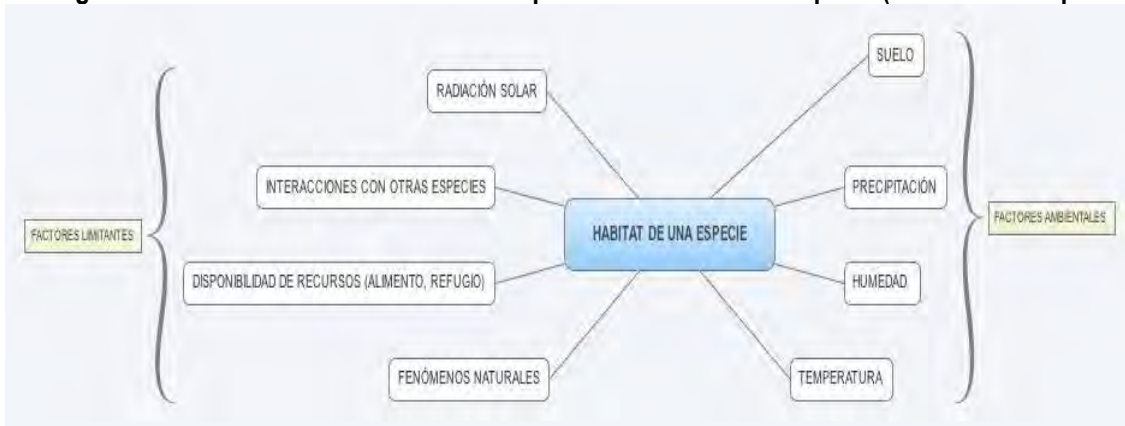 RADIACIÓN SOLAR
INTERACCIONES CON OTRAS ESPECIES
DISPONIBILIDAD DE RECURSOS (ALIMENTO, REFUGIO)
FENÓMENOS NATURALES
FACTORES LIMITANTES
HABITAT DE UNA ESPECIE
SUELO
PRECIPITACIÓN
HUMEDAD
TEMPERATURA
FACTORES AMBIENTALES